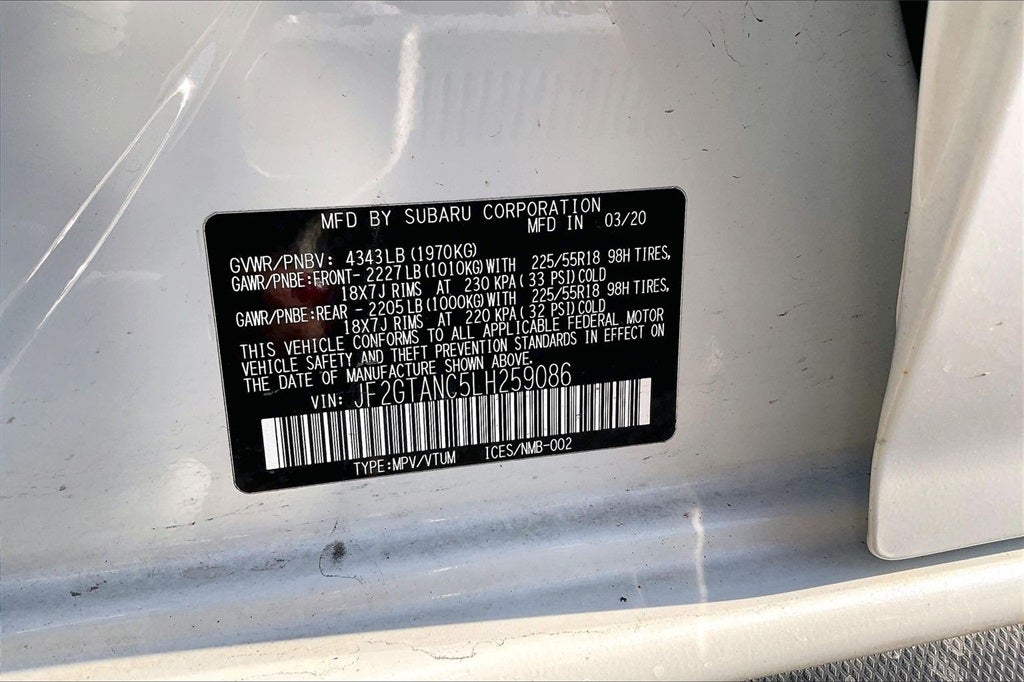 MFD BY SUBARU CORPORATION
MFD IN 03/20
GVWR/PNBV: 4343LB(1970KG)
GAWR/PNBE:FRONT- 2227LB(1010KG)WITH 225/55R18 98H TIRES,
18X7J RIMS AT 230 KPA( 33 PSI)COLD
GAWR/PNBE:REAR - 2205LB(1000KG)WITH 225/55R18 98H TIRES,
18X7J RIMS AT 220 KPA( 32 PSI)COLD
THIS VEHICLE CONFORMS TO ALL APPLICABLE FEDERAL MOTOR
VEHICLE SAFETY AND THEFT PREVENTION STANDARDS IN EFFECT ON
THE DATE OF MANUFACTURE SHOWN ABOVE.
VIN: JF2GTANC5LH259086
TYPE:MPV/VTUM ICES/NMB-002